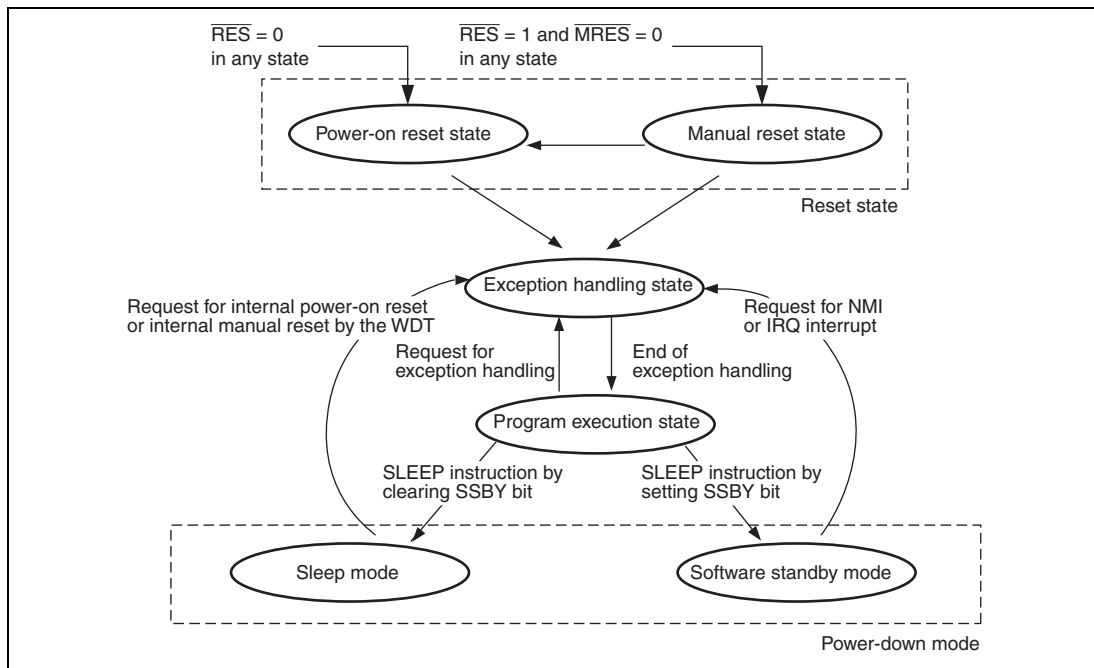 R̅E̅S̅ = 0
in any state
R̅E̅S̅ = 1 and M̅R̅E̅S̅ = 0
in any state
Power-on reset state
Manual reset state
Reset state
Exception handling state
Request for internal power-on reset
or internal manual reset by the WDT
Request for NMI
or IRQ interrupt
Request for
exception handling
End of
exception handling
Program execution state
SLEEP instruction by
clearing SSBY bit
SLEEP instruction by
setting SSBY bit
Sleep mode
Software standby mode
Power-down mode